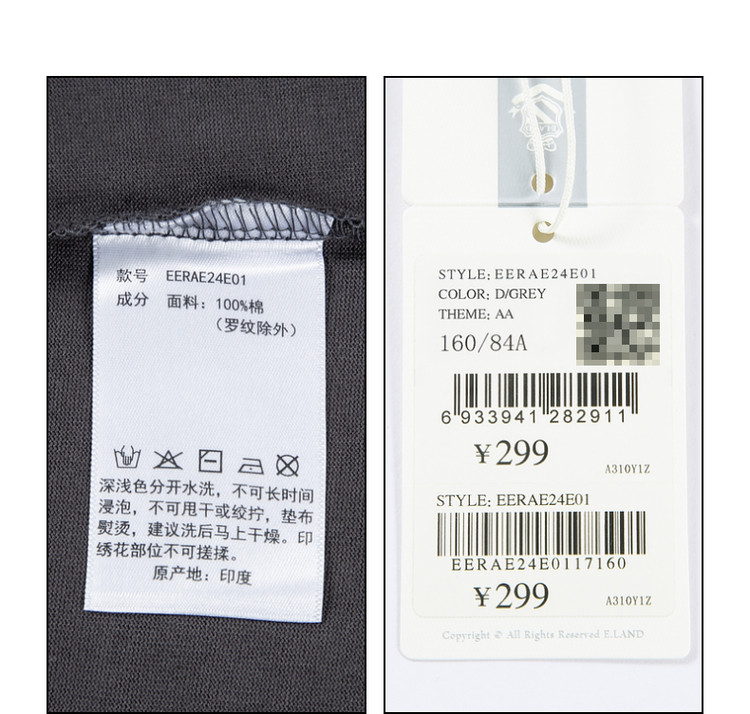 款号 EERAE24E01
成分 面料：100%棉
（罗纹除外）
深浅色分开水洗，不可长时间
浸泡，不可甩干或绞拧，垫布
熨烫，建议洗后马上干燥。印
绣花部位不可搓揉。
原产地：印度
STYLE: EERAE24E01
COLOR: D/GREY
THEME: AA
160/84A
6 933941 282911
¥299
A310Y1Z
STYLE: EERAE24E01
EERAE24E0117160
¥299
A310Y1Z
Copyright © All Rights Reserved E.LAND